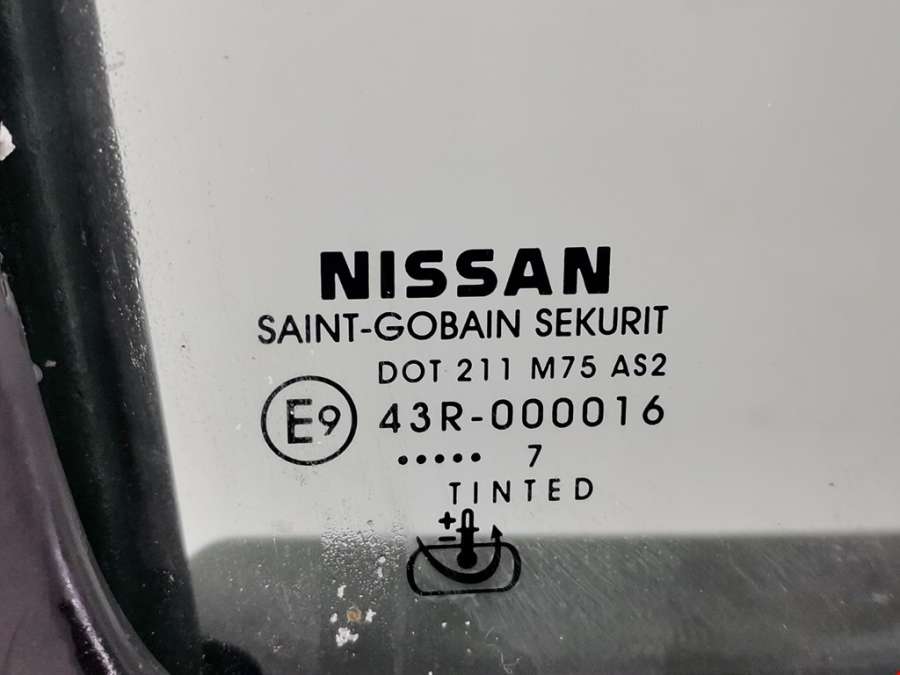 NISSAN
SAINT-GOBAIN SEKURIT
DOT 211 M75 AS2
E9 43R-000016
..... 7
TINTED